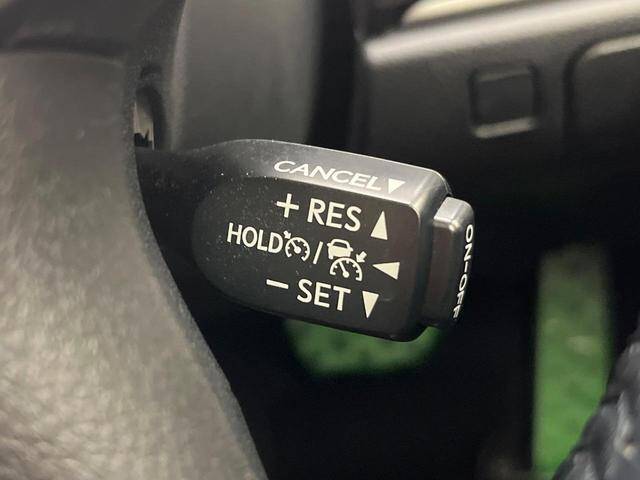 CANCEL▼
+ RES ▲
HOLD / ◀
− SET ▼
ON-OFF